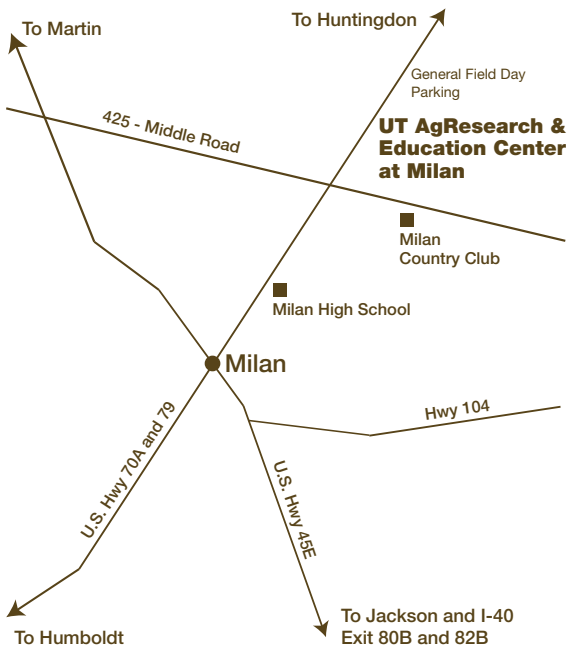 To Martin
To Huntingdon
General Field Day
Parking
UT AgResearch &
Education Center
at Milan
425 - Middle Road
Milan
Country Club
Milan High School
Milan
Hwy 104
U.S. Hwy 70A and 79
U.S. Hwy 45E
To Jackson and I-40
Exit 80B and 82B
To Humboldt